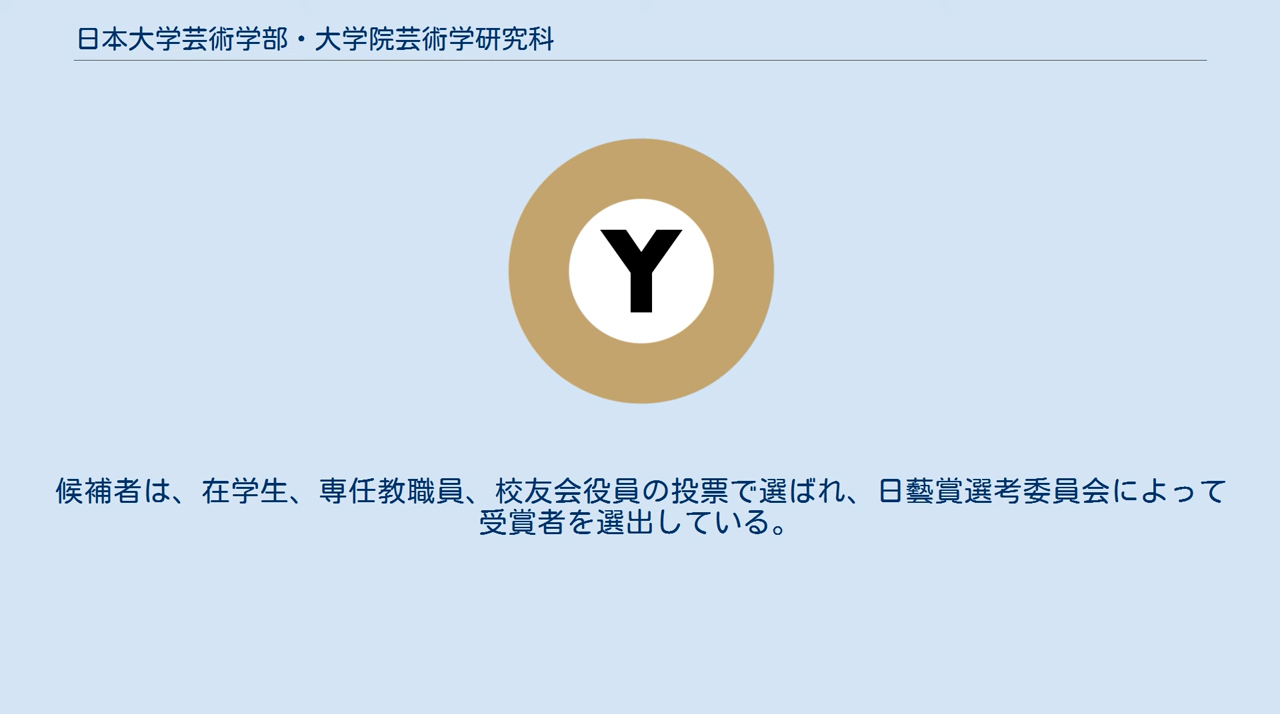 日本大学芸術学部・大学院芸術学研究科
Y
候補者は、在学生、専任教職員、校友会役員の投票で選ばれ、日藝賞選考委員会によって
受賞者を選出している。